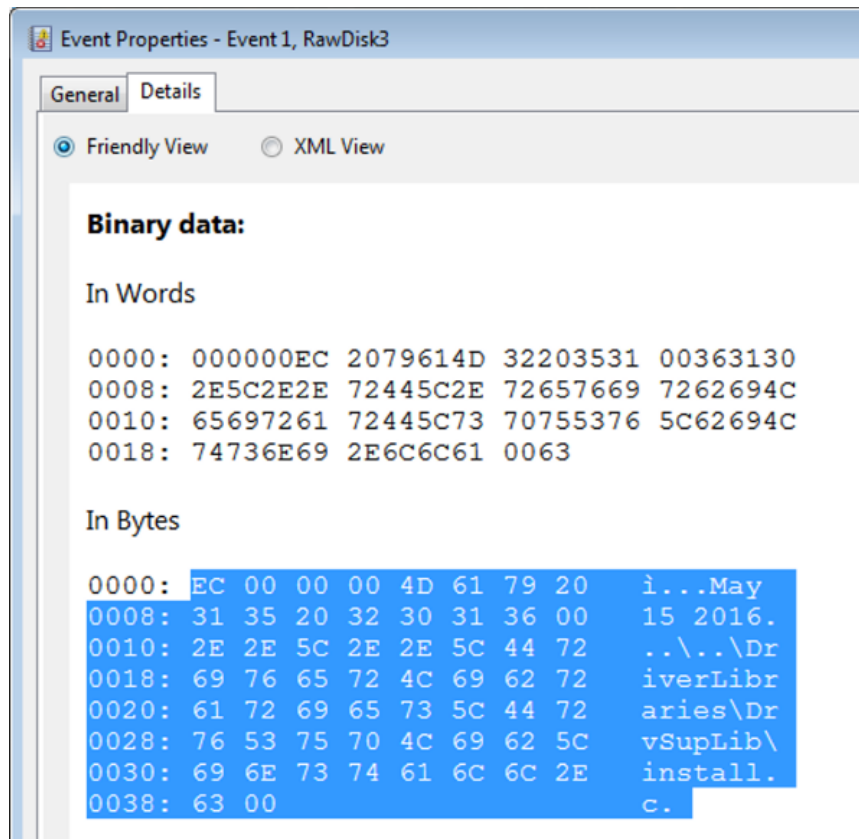 Event Properties - Event 1, RawDisk3
General Details
Friendly View XML View
Binary data:
In Words
0000: 000000EC 2079614D 32203531 00363130
0008: 2E5C2E2E 72445C2E 72657669 7262694C
0010: 65697261 72445C73 70755376 5C62694C
0018: 74736E69 2E6C6C61 0063
In Bytes
0000: EC 00 00 00 4D 61 79 20 ì...May
0008: 31 35 20 32 30 31 36 00 15 2016.
0010: 2E 2E 5C 2E 2E 5C 44 72 ..\..\Dr
0018: 69 76 65 72 4C 69 62 72 iverLibr
0020: 61 72 69 65 73 5C 44 72 aries\Dr
0028: 76 53 75 70 4C 69 62 5C vSupLib\
0030: 69 6E 73 74 61 6C 6C 2E install.
0038: 63 00 c.